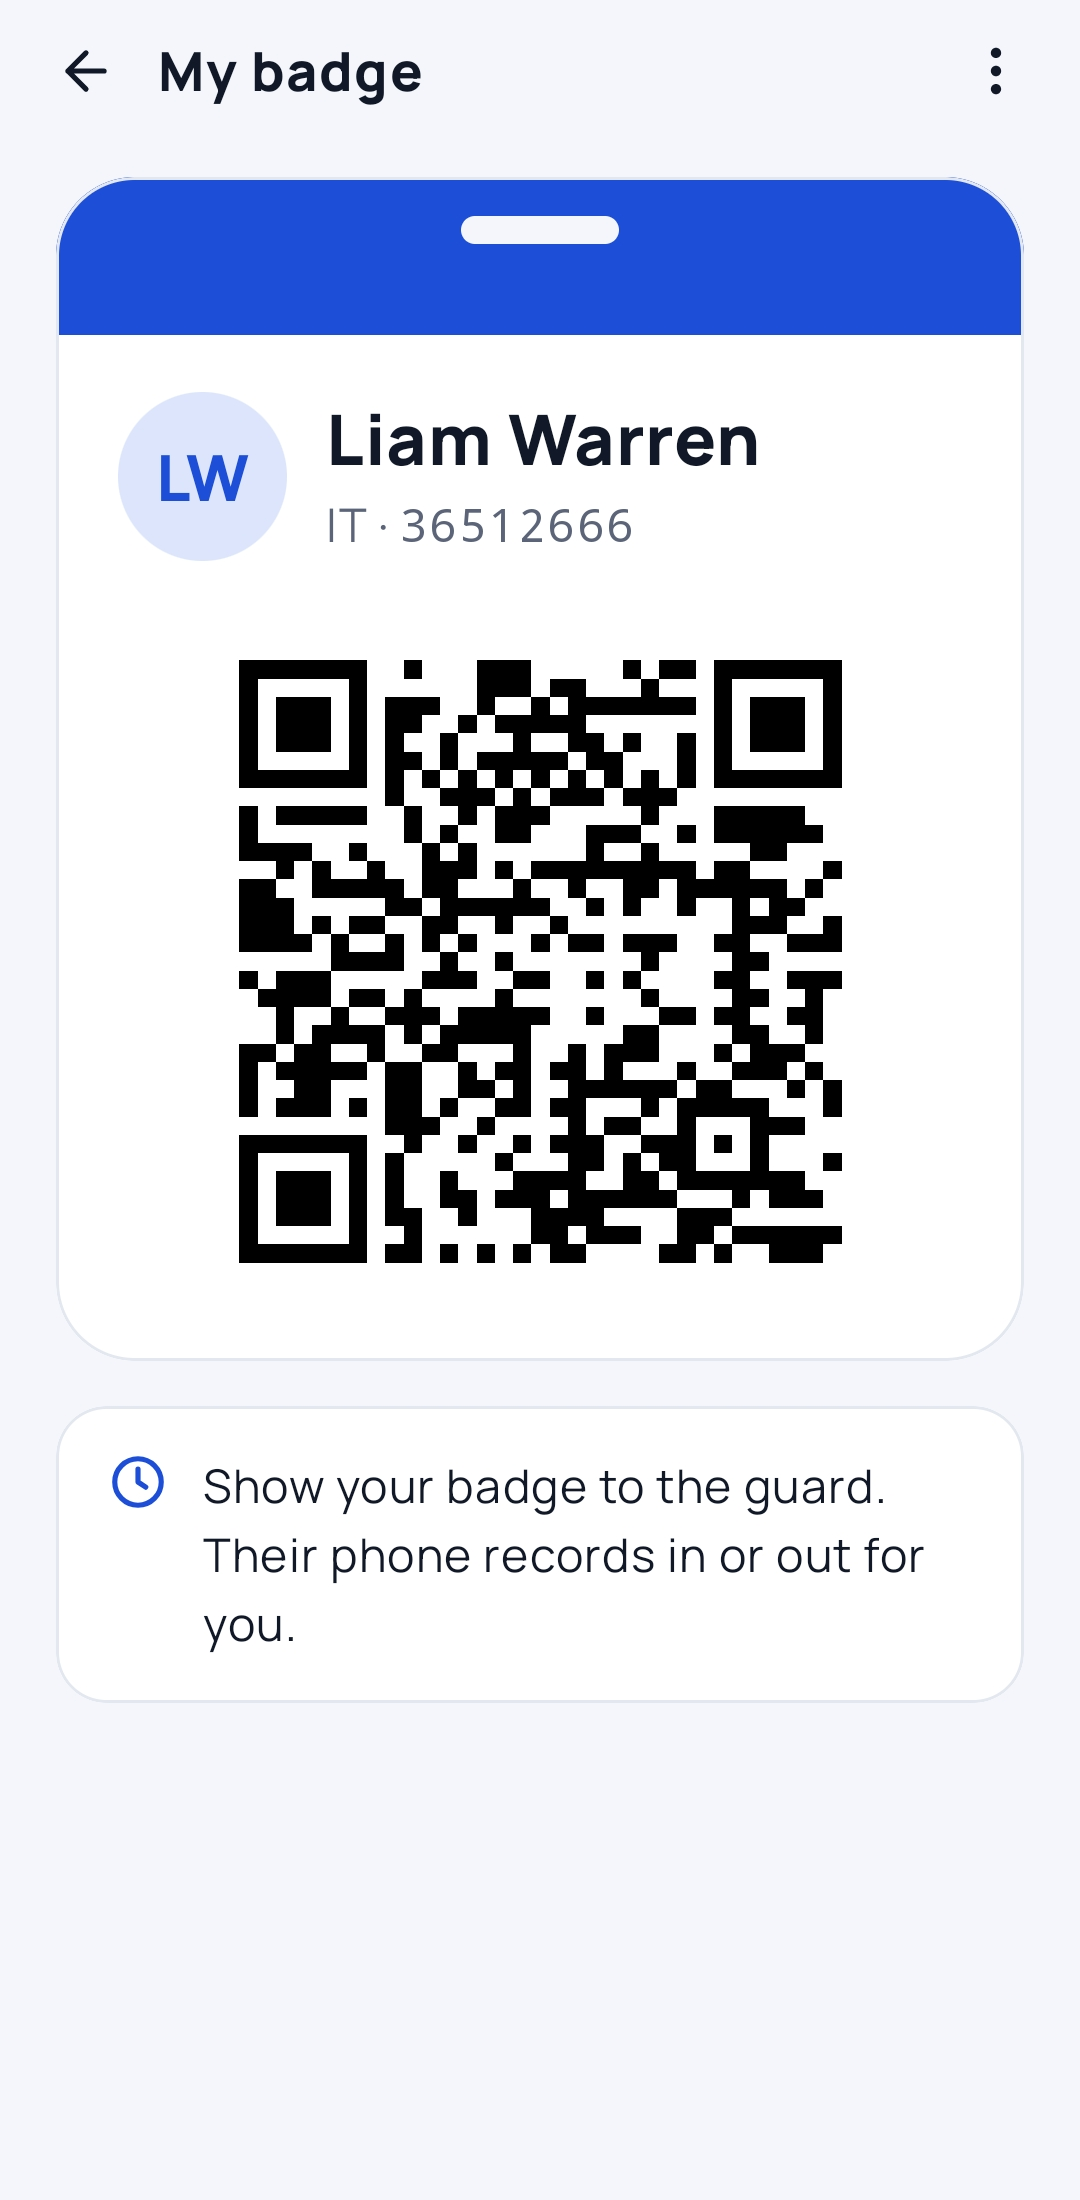 My badge
Liam Warren
LW
IT · 36512666
Show your badge to the guard.
Their phone records in or out for
you.